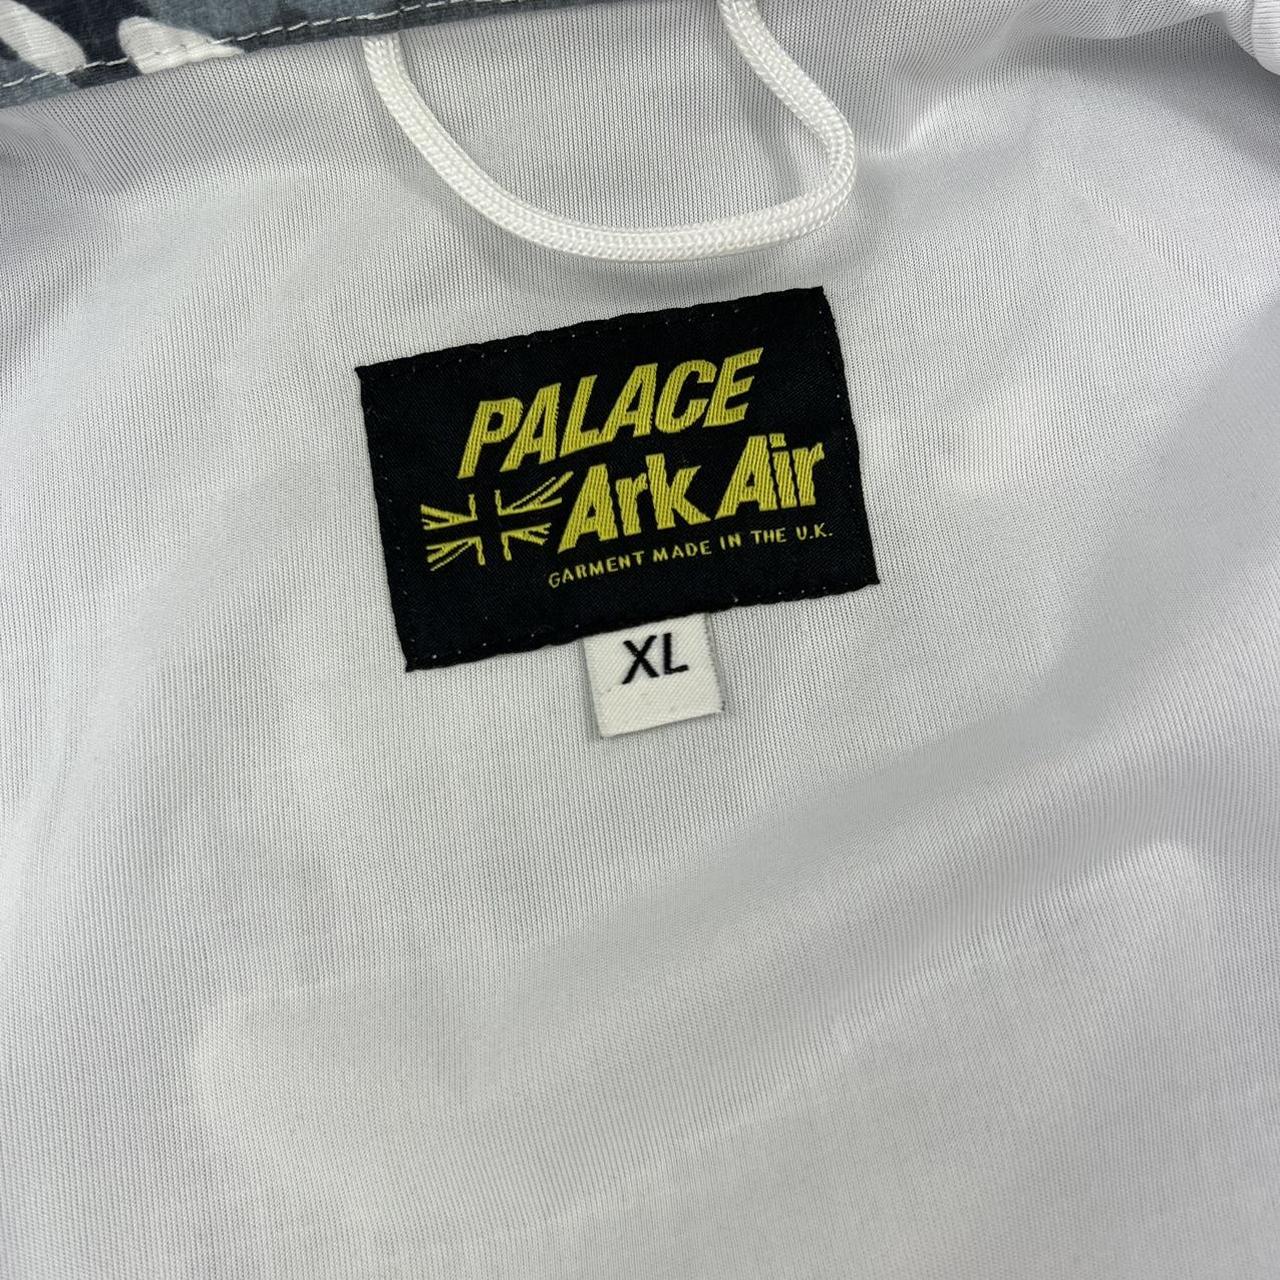 PALACE
Ark Air
GARMENT MADE IN THE U.K.
XL